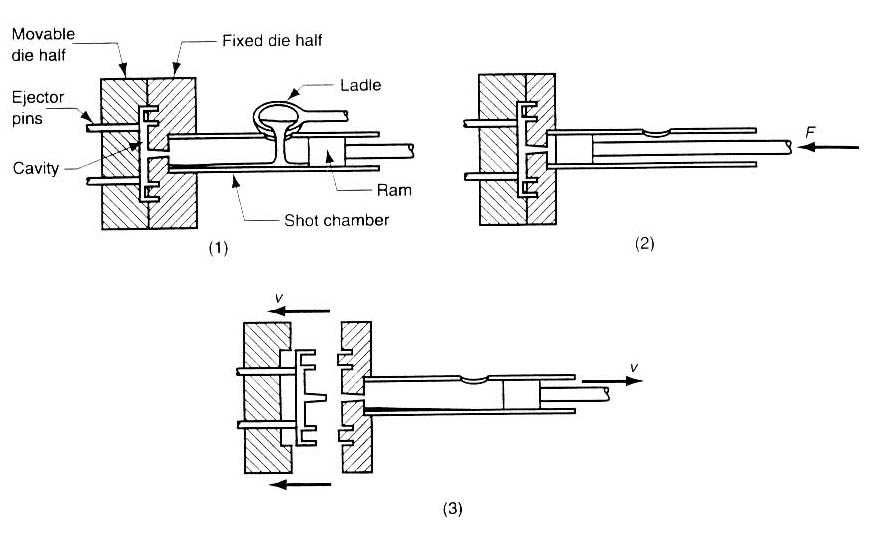 Movable
die half
Fixed die half
Ladle
Ejector
pins
Cavity
Ram
Shot chamber
(1)
F
(2)
v
v
(3)